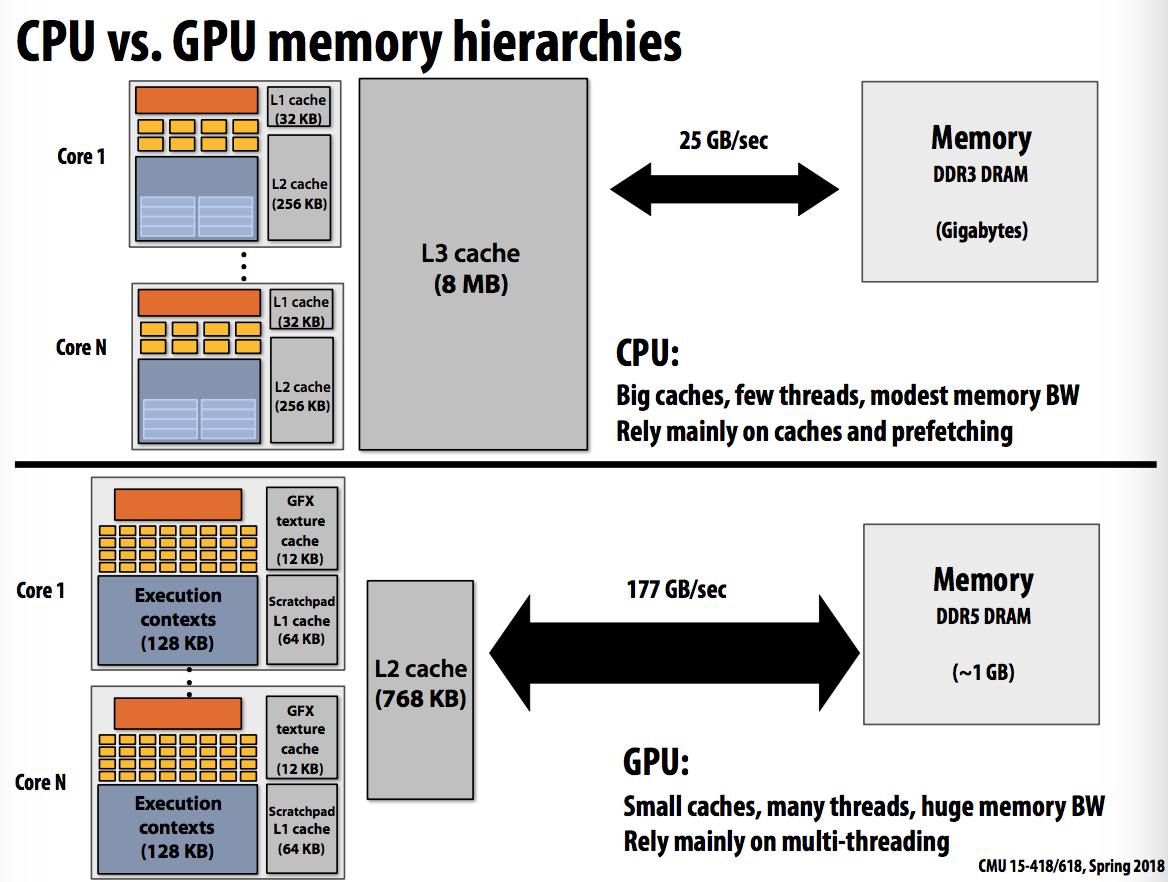 CPU vs. GPU memory hierarchies
Core 1
L1 cache
(32 KB)
L2 cache
(256 KB)
Core N
L1 cache
(32 KB)
L2 cache
(256 KB)
L3 cache
(8 MB)
25 GB/sec
Memory
DDR3 DRAM
(Gigabytes)
CPU:
Big caches, few threads, modest memory BW
Rely mainly on caches and prefetching
Core 1
Execution
contexts
(128 KB)
GFX
texture
cache
(12 KB)
Scratchpad
L1 cache
(64 KB)
Core N
Execution
contexts
(128 KB)
GFX
texture
cache
(12 KB)
Scratchpad
L1 cache
(64 KB)
L2 cache
(768 KB)
177 GB/sec
Memory
DDR5 DRAM
(~1 GB)
GPU:
Small caches, many threads, huge memory BW
Rely mainly on multi-threading
CMU 15-418/618, Spring 2018